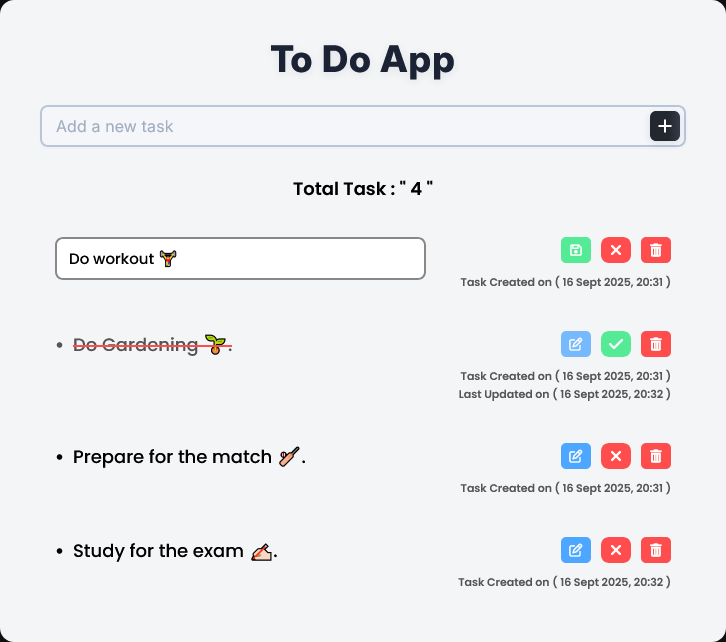 To Do App
Add a new task
Total Task : " 4 "
Do workout 🏋️
Task Created on ( 16 Sept 2025, 20:31 )
• Do Gardening 🌱.
Task Created on ( 16 Sept 2025, 20:31 )
Last Updated on ( 16 Sept 2025, 20:32 )
• Prepare for the match 🏏.
Task Created on ( 16 Sept 2025, 20:31 )
• Study for the exam ✍🏻.
Task Created on ( 16 Sept 2025, 20:32 )